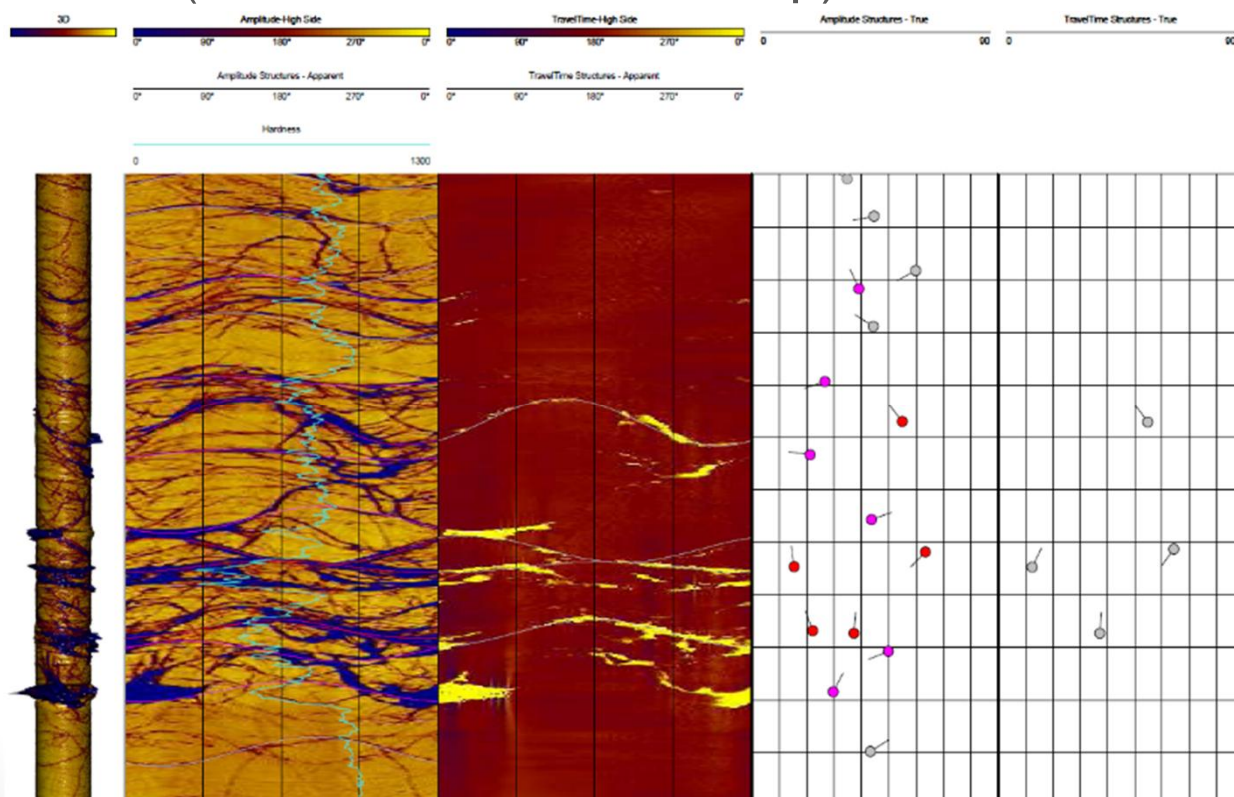 3D Amplitude-High Side TravelTime-High Side Amplitude Structures - True TravelTime Structures - True
0° 90° 180° 270° 0° 0° 90° 180° 270° 0° 0 90 0 90
Amplitude Structures - Apparent TravelTime Structures - Apparent
0° 90° 180° 270° 0° 0° 90° 180° 270° 0°
Hardness
0 1300